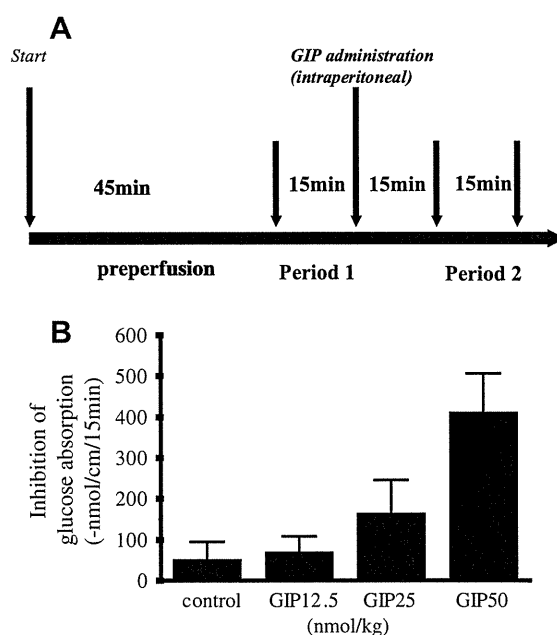 A
Start
GIP administration
(intraperitoneal)
45min
15min
15min
15min
preperfusion
Period 1
Period 2
B
Inhibition of
glucose absorption
(-nmol/cm/15min)
600
500
400
300
200
100
0
control
GIP12.5
GIP25
GIP50
(nmol/kg)